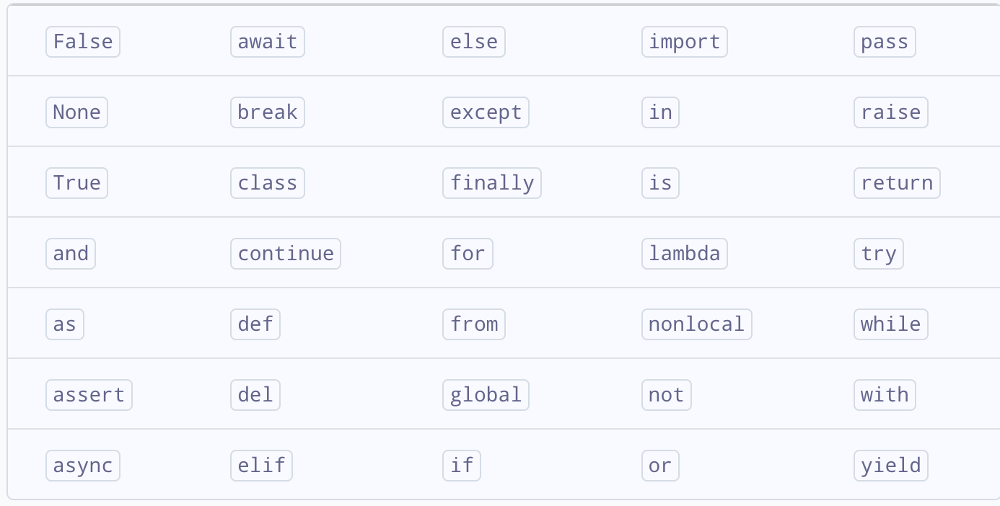 False await else import pass
None break except in raise
True class finally is return
and continue for lambda try
as def from nonlocal while
assert del global not with
async elif if or yield